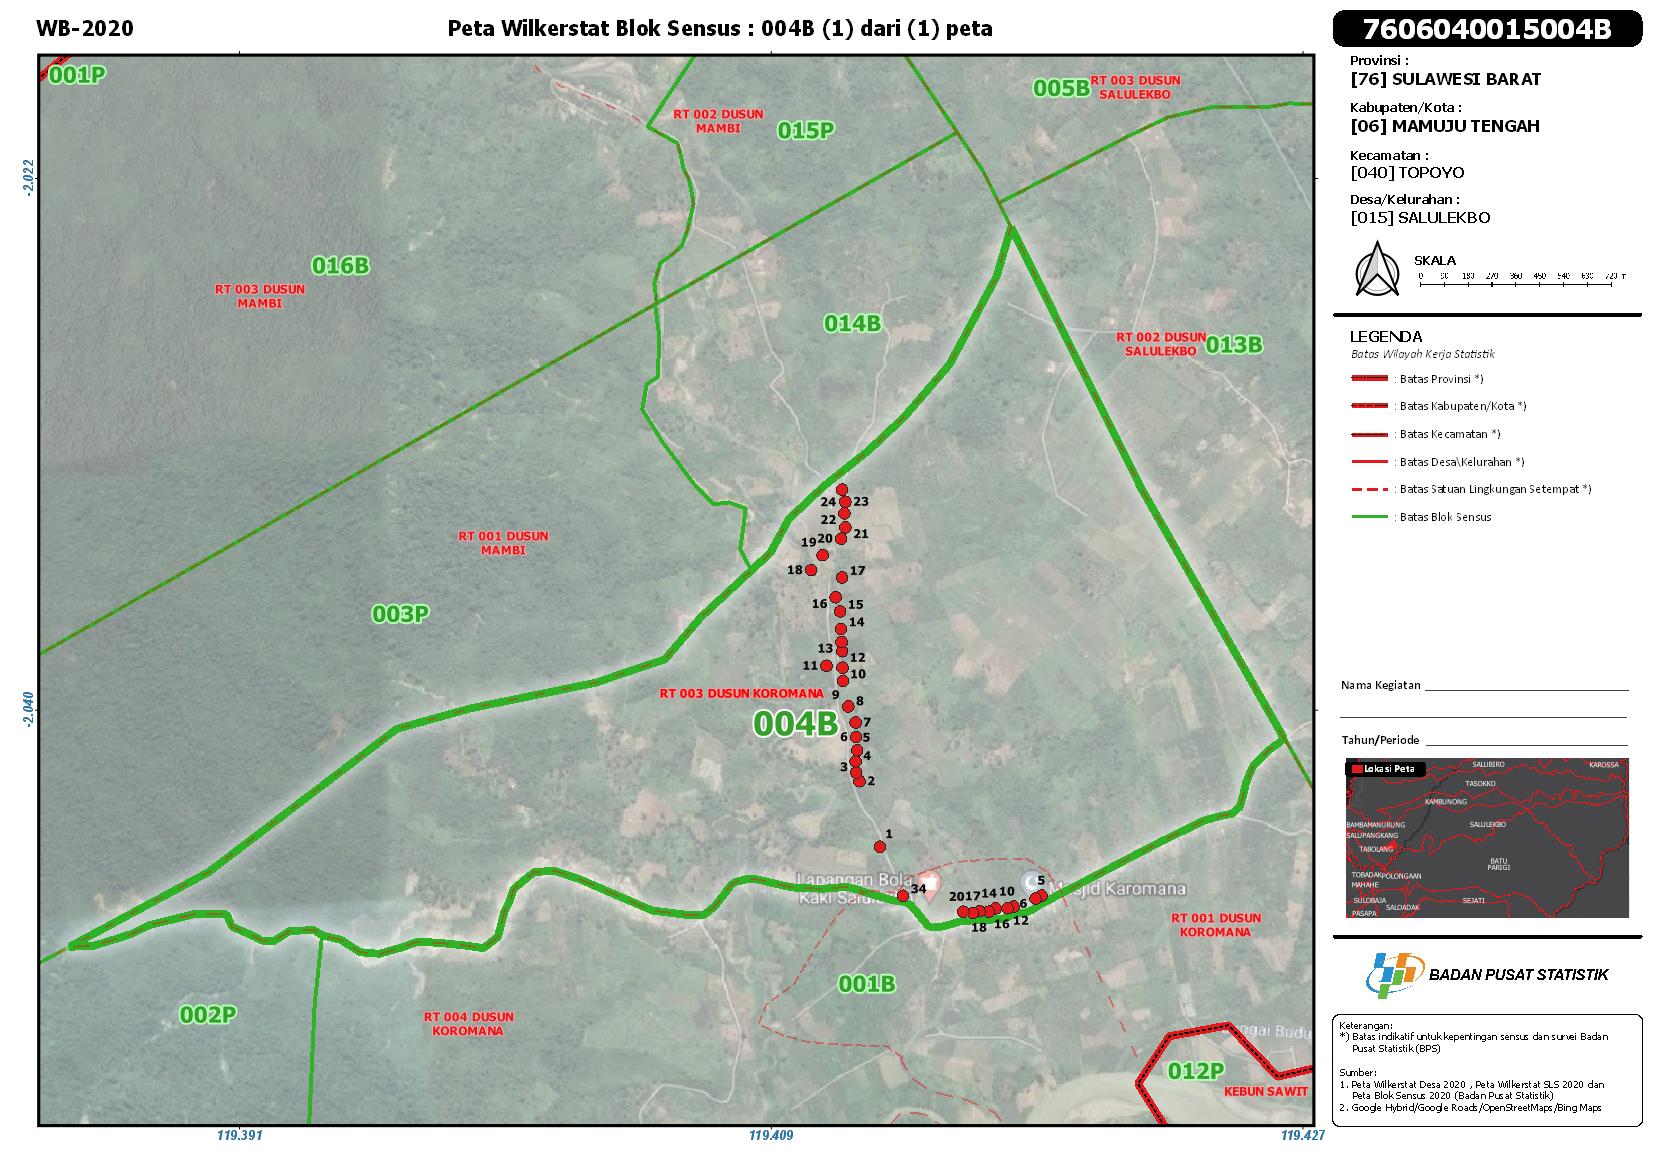 WB-2020
Peta Wilkerstat Blok Sensus : 004B (1) dari (1) peta
7606040015004B
Provinsi :
[76] SULAWESI BARAT
Kabupaten/Kota :
[06] MAMUJU TENGAH
Kecamatan :
[040] TOPOYO
Desa/Kelurahan :
[015] SALULEKBO
SKALA
0 90 180 270 360 450 540 630 720 m
LEGENDA
Batas Wilayah Kerja Statistik
: Batas Provinsi *)
: Batas Kabupaten/Kota *)
: Batas Kecamatan *)
: Batas Desa\Kelurahan *)
: Batas Satuan Lingkungan Setempat *)
: Batas Blok Sensus
Nama Kegiatan
Tahun/Periode
Lokasi Peta
SALUBIRO
KAROSSA
TASOKKO
KAMBUNONG
BAMBAMANURUNG
SALULEKBO
SALUPANGKANG
TABOLANG
BATU
PARIGI
TOBADAK
POLONGAAN
MAHAHE
SULOBAJA
SEJATI
SALOADAK
PASAPA
BADAN PUSAT STATISTIK
Keterangan:
*) Batas indikatif untuk kepentingan sensus dan survei Badan
Pusat Statistik (BPS)
Sumber:
1. Peta Wilkerstat Desa 2020 , Peta Wilkerstat SLS 2020 dan
Peta Blok Sensus 2020 (Badan Pusat Statistik)
2. Google Hybrid/Google Roads/OpenStreetMaps/Bing Maps
001P
RT 002 DUSUN
MAMBI
015P
005B
RT 003 DUSUN
SALULEKBO
-2.022
016B
RT 003 DUSUN
MAMBI
014B
RT 002 DUSUN
SALULEKBO
013B
24
23
22
21
20
19
18
17
RT 001 DUSUN
MAMBI
003P
16
15
14
13
12
11
10
9
RT 003 DUSUN KOROMANA
004B
-2.040
8
7
6
5
4
3
2
1
Lapangan Bola
34
20
17
14
10
5
6
18
16
12
Masjid Karomana
RT 001 DUSUN
KOROMANA
001B
002P
RT 004 DUSUN
KOROMANA
ngai Budu
012P
KEBUN SAWIT
119.391
119.409
119.427